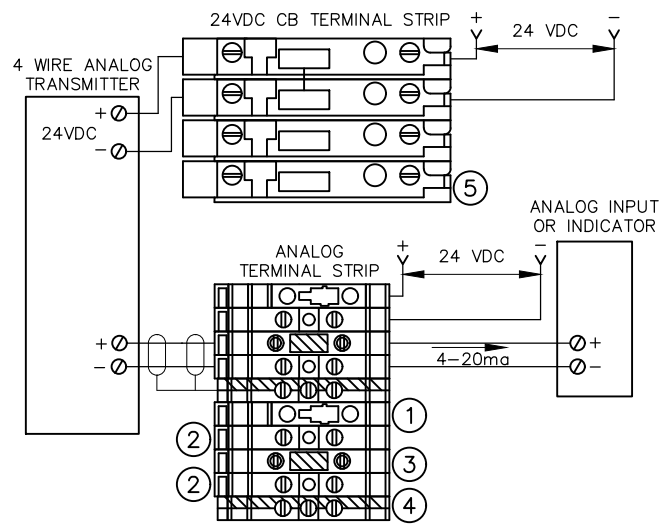 24VDC CB TERMINAL STRIP
+ 24 VDC −
4 WIRE ANALOG
TRANSMITTER
+
24VDC
−
5
ANALOG INPUT
OR INDICATOR
ANALOG
TERMINAL STRIP
+ 24 VDC −
+ +
4−20ma
− −
1
2
3
2
4